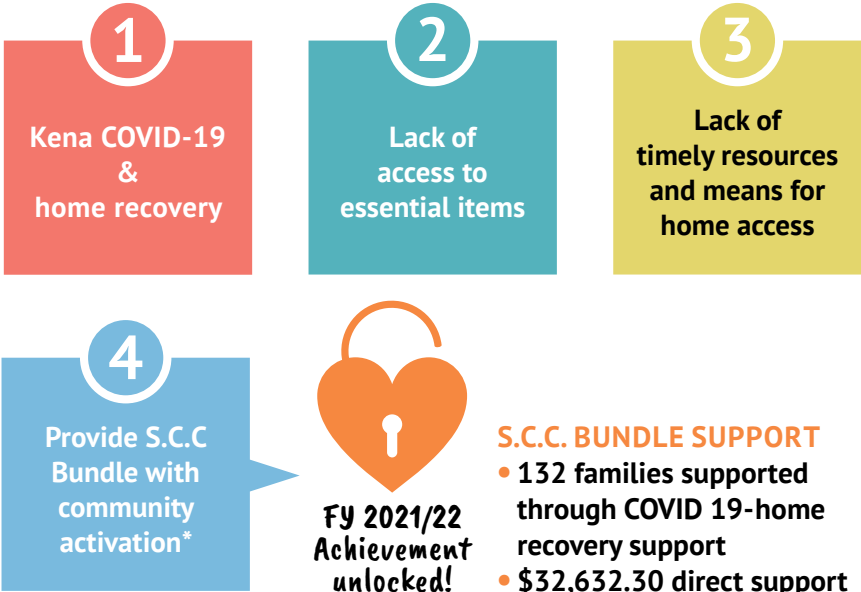 1
Kena COVID-19
&
home recovery
2
Lack of
access to
essential items
3
Lack of
timely resources
and means for
home access
4
Provide S.C.C
Bundle with
community
activation*
FY 2021/22
Achievement
unlocked!
S.C.C. BUNDLE SUPPORT
• 132 families supported
through COVID 19-home
recovery support
• $32,632.30 direct support